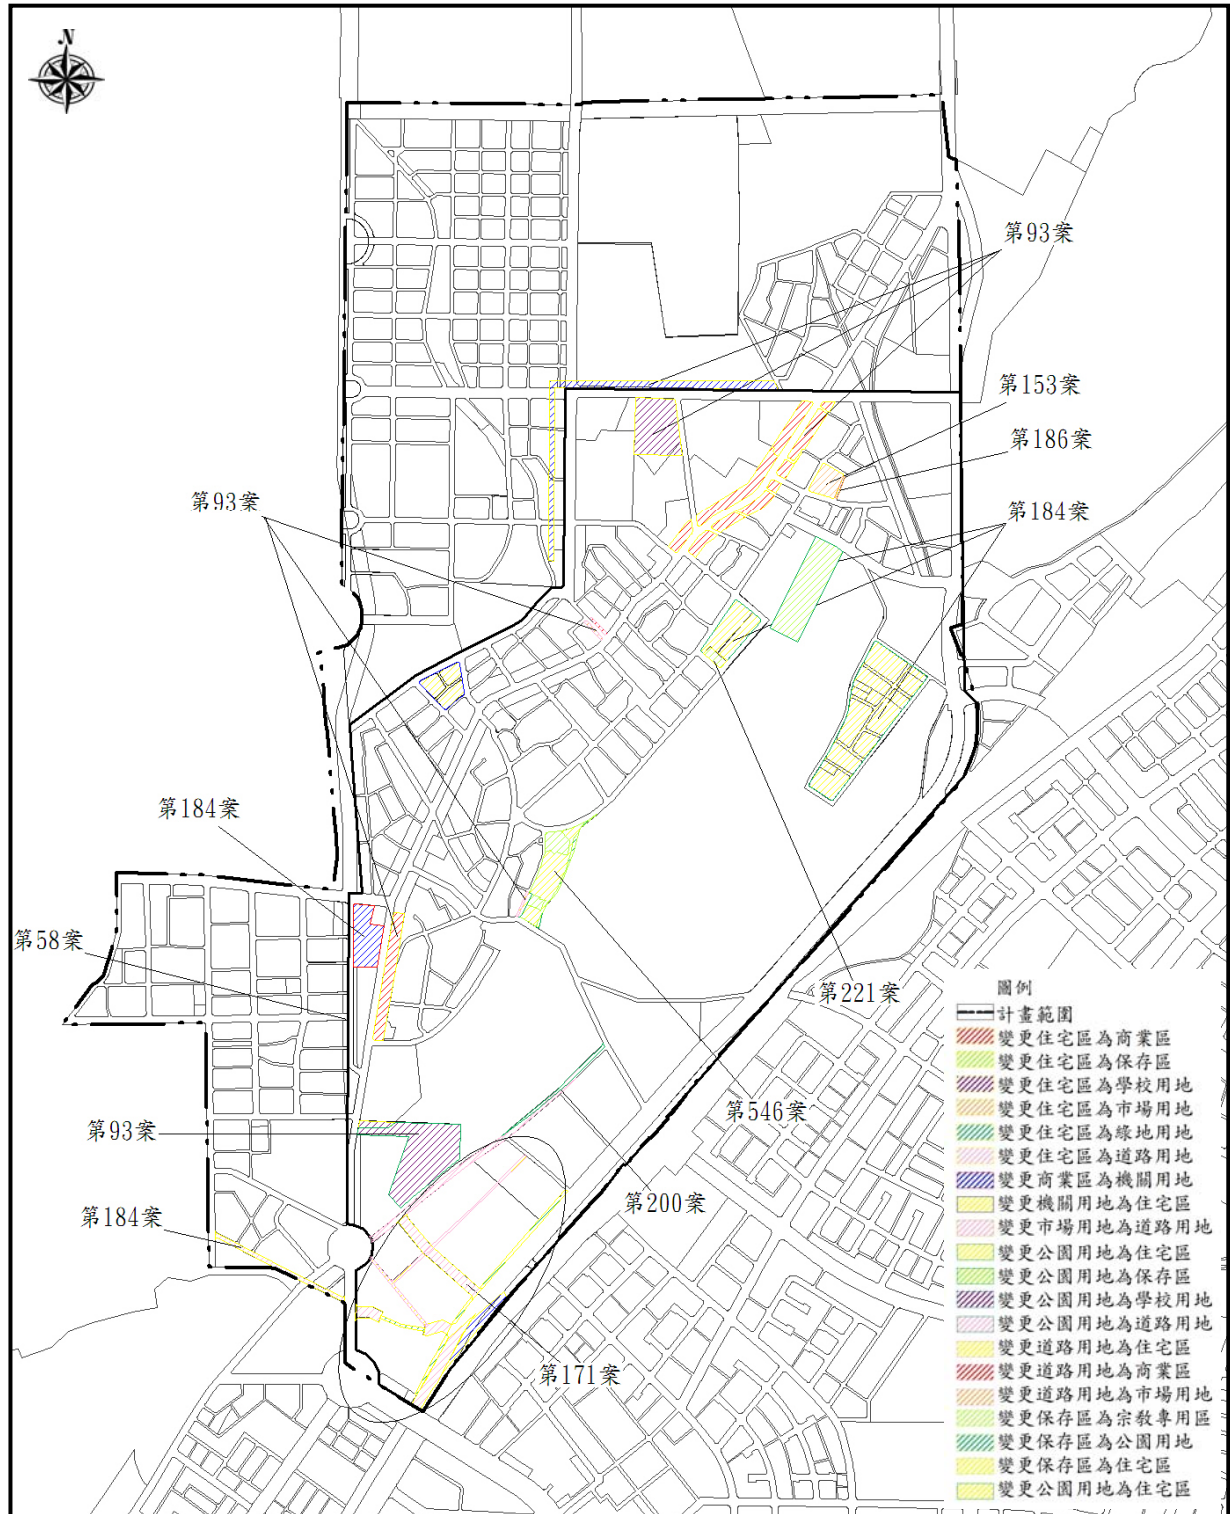 N
第93案
第153案
第186案
第93案
第184案
第184案
第58案
第221案
第546案
第93案
第200案
第184案
第171案
圖例
計畫範圍
變更住宅區為商業區
變更住宅區為保存區
變更住宅區為學校用地
變更住宅區為市場用地
變更住宅區為綠地用地
變更住宅區為道路用地
變更商業區為機關用地
變更機關用地為住宅區
變更市場用地為道路用地
變更公園用地為住宅區
變更公園用地為保存區
變更公園用地為學校用地
變更公園用地為道路用地
變更道路用地為住宅區
變更道路用地為商業區
變更道路用地為市場用地
變更保存區為宗教專用區
變更保存區為公園用地
變更保存區為住宅區
變更公園用地為住宅區